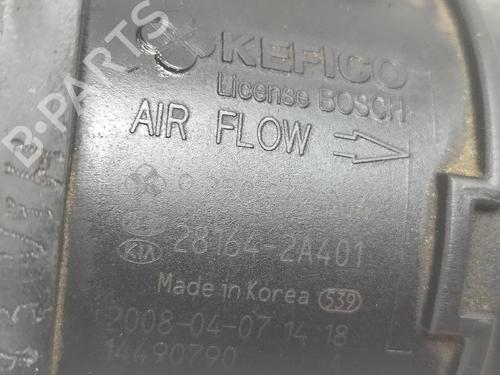 KEFICO
License BOSCH
AIR FLOW
KIA
28164-2A401
Made in Korea 539
2008-04-07 14:18
14490790
B-PARTS